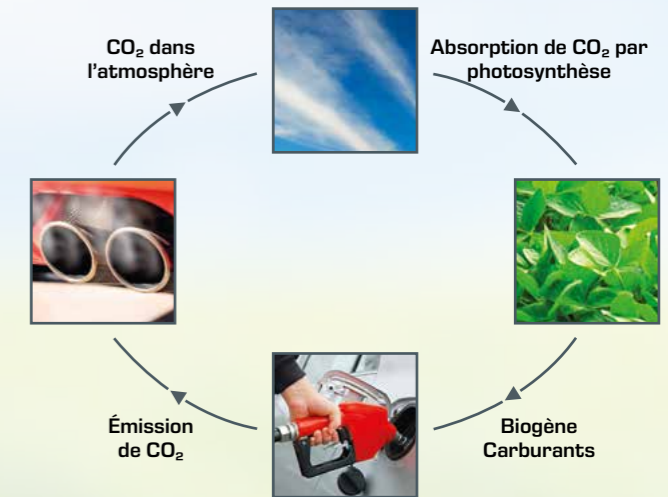 CO₂ dans
l'atmosphère
Absorption de CO₂ par
photosynthèse
Biogène
Carburants
Émission
de CO₂